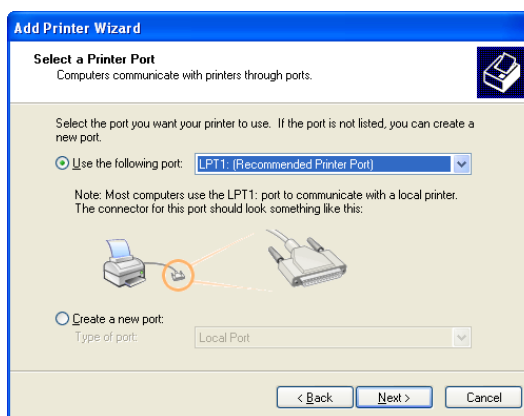 Add Printer Wizard
Select a Printer Port
Computers communicate with printers through ports.
Select the port you want your printer to use. If the port is not listed, you can create a
new port.
Use the following port: LPT1: (Recommended Printer Port)
Note: Most computers use the LPT1: port to communicate with a local printer.
The connector for this port should look something like this:
Create a new port:
Type of port: Local Port
< Back Next > Cancel